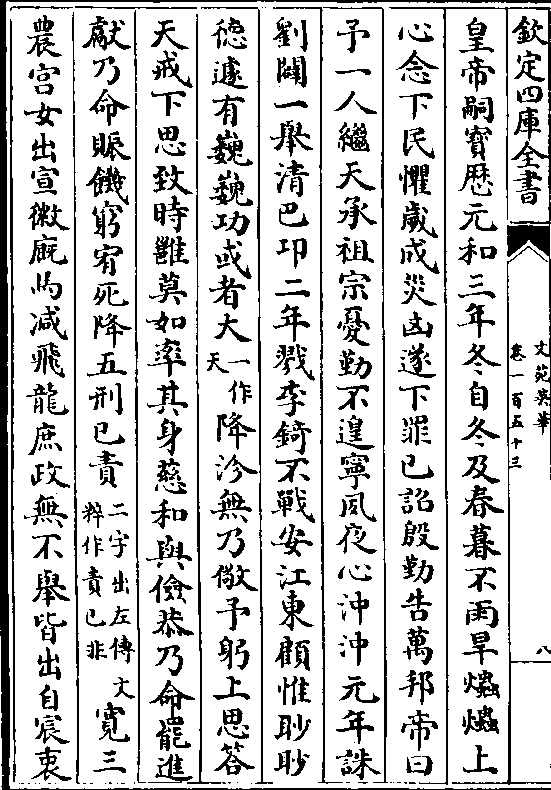 欽定四庫全書
文苑英華
卷一百五十三
八
皇帝嗣寳厯元和三年冬自冬及春暮不雨旱爞爞上
心念下民懼歲成災凶遂下罪己詔殷勤告萬邦帝曰
予一人繼天承祖宗憂勤不遑寧夙夜心沖沖元年誅
劉闢一舉清巴卭二年戮李錡不戰安江東顧惟眇眇
徳遽有巍巍功或者大一作天降沴無乃儆予躬上思答
天戒下思致時雝莫如率其身慈和與儉恭乃命罷進
獻乃命賑饑窮宥死降五刑已責二字出左傳文粹作責己非寛三
農宫女出宣徽廐馬减飛龍庶政無不舉皆出自宸衷